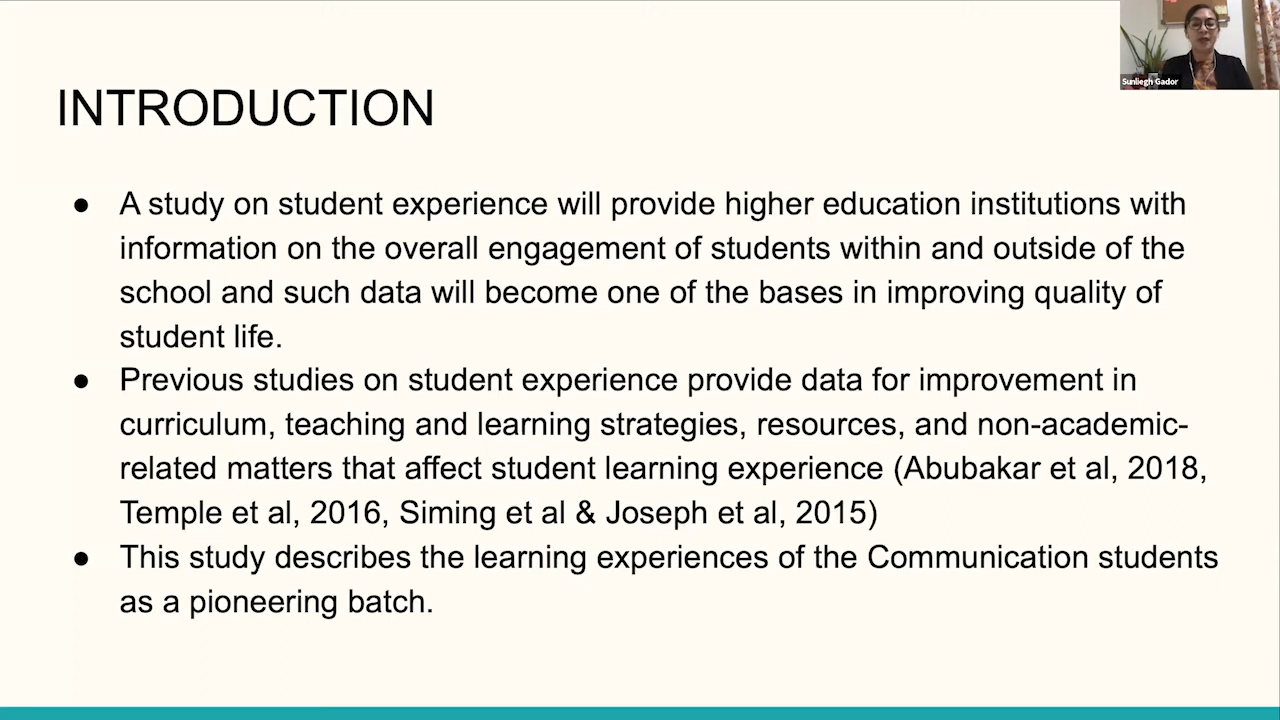 Sunliegh Gador
INTRODUCTION
● A study on student experience will provide higher education institutions with
information on the overall engagement of students within and outside of the
school and such data will become one of the bases in improving quality of
student life.
● Previous studies on student experience provide data for improvement in
curriculum, teaching and learning strategies, resources, and non-academic-
related matters that affect student learning experience (Abubakar et al, 2018,
Temple et al, 2016, Siming et al & Joseph et al, 2015)
● This study describes the learning experiences of the Communication students
as a pioneering batch.